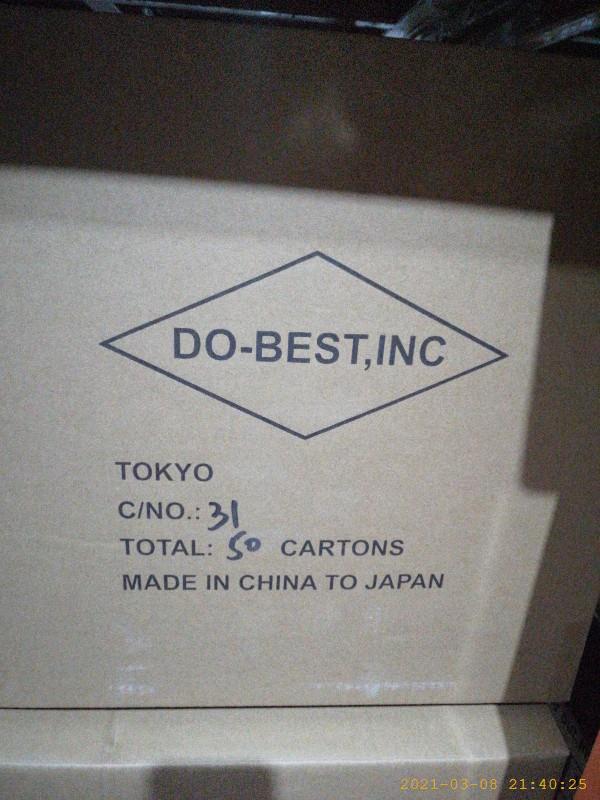 DO-BEST,INC
TOKYO
C/NO.: 31
TOTAL: 50 CARTONS
MADE IN CHINA TO JAPAN
2021-03-08 21:40:25